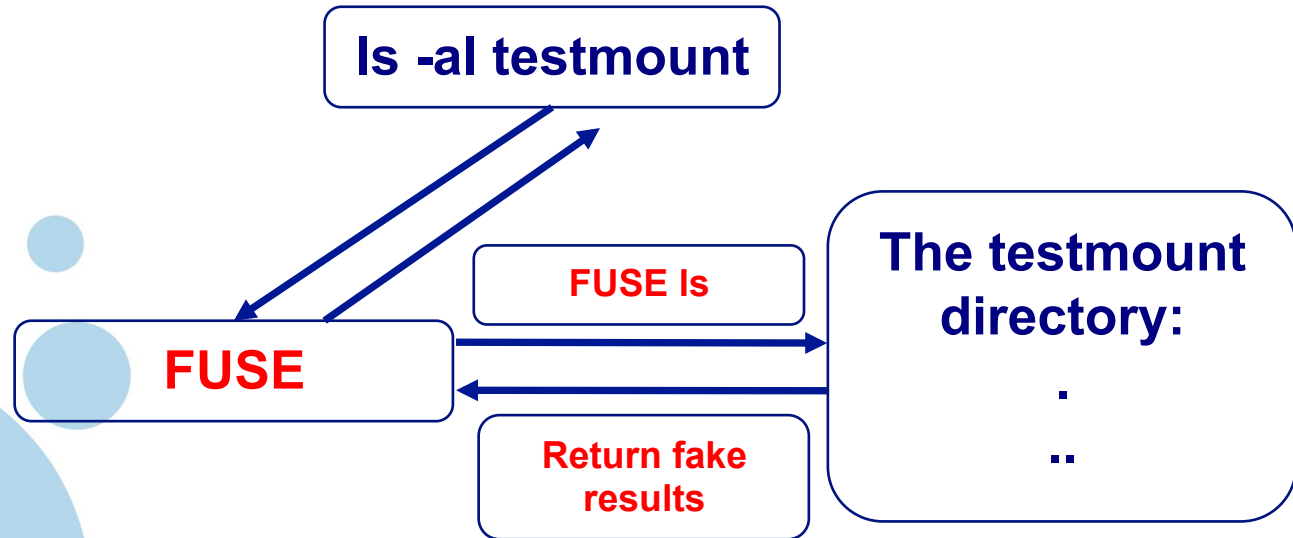 ls -al testmount
FUSE ls
The testmount
directory:
.
..
FUSE
Return fake
results